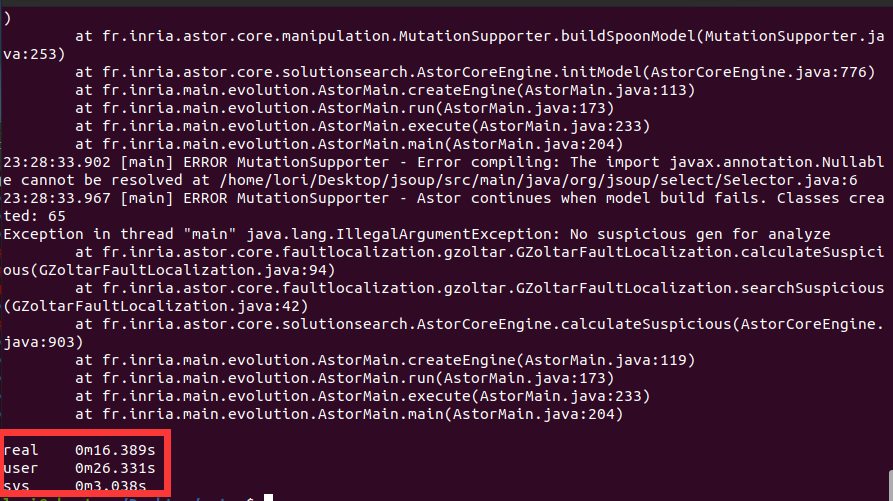 )
        at fr.inria.astor.core.manipulation.MutationSupporter.buildSpoonModel(MutationSupporter.ja
va:253)
        at fr.inria.astor.core.solutionsearch.AstorCoreEngine.initModel(AstorCoreEngine.java:776)
        at fr.inria.main.evolution.AstorMain.createEngine(AstorMain.java:113)
        at fr.inria.main.evolution.AstorMain.run(AstorMain.java:173)
        at fr.inria.main.evolution.AstorMain.execute(AstorMain.java:233)
        at fr.inria.main.evolution.AstorMain.main(AstorMain.java:204)
23:28:33.902 [main] ERROR MutationSupporter - Error compiling: The import javax.annotation.Nullabl
e cannot be resolved at /home/lori/Desktop/jsoup/src/main/java/org/jsoup/select/Selector.java:6
23:28:33.967 [main] ERROR MutationSupporter - Astor continues when model build fails. Classes crea
ted: 65
Exception in thread "main" java.lang.IllegalArgumentException: No suspicious gen for analyze
        at fr.inria.astor.core.faultlocalization.gzoltar.GZoltarFaultLocalization.calculateSuspici
ous(GZoltarFaultLocalization.java:94)
        at fr.inria.astor.core.faultlocalization.gzoltar.GZoltarFaultLocalization.searchSuspicious
(GZoltarFaultLocalization.java:42)
        at fr.inria.astor.core.solutionsearch.AstorCoreEngine.calculateSuspicious(AstorCoreEngine.
java:903)
        at fr.inria.main.evolution.AstorMain.createEngine(AstorMain.java:119)
        at fr.inria.main.evolution.AstorMain.run(AstorMain.java:173)
        at fr.inria.main.evolution.AstorMain.execute(AstorMain.java:233)
        at fr.inria.main.evolution.AstorMain.main(AstorMain.java:204)
real    0m16.389s
user    0m26.331s
sys     0m3.038s